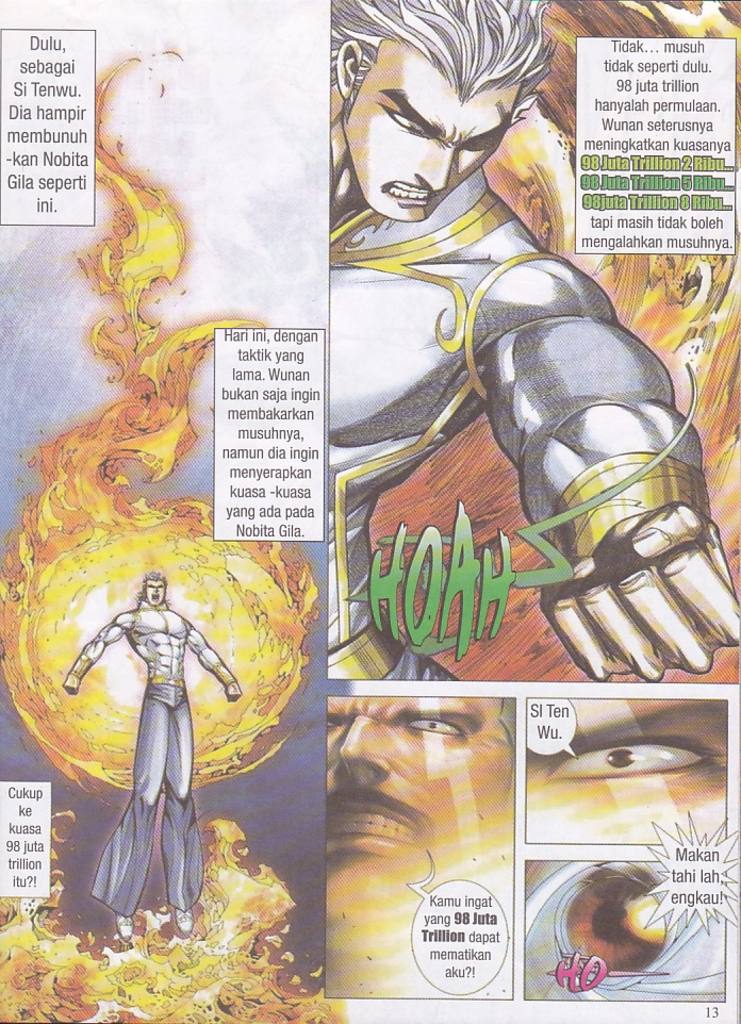 Dulu,
sebagai
Si Tenwu.
Dia hampir
membunuh
-kan Nobita
Gila seperti
ini.
Hari ini, dengan
taktik yang
lama. Wunan
bukan saja ingin
membakarkan
musuhnya,
namun dia ingin
menyerapkan
kuasa -kuasa
yang ada pada
Nobita Gila.
Cukup
ke
kuasa
98 juta
trillion
itu?!
Tidak... musuh
tidak seperti dulu.
98 juta trillion
hanyalah permulaan.
Wunan seterusnya
meningkatkan kuasanya
98 Juta Trillion 2 Ribu...
98 Juta Trillion 5 Ribu...
98juta Trillion 8 Ribu...
tapi masih tidak boleh
mengalahkan musuhnya.
HOAH
Kamu ingat
yang 98 Juta
Trillion dapat
mematikan
aku?!
SI Ten
Wu.
Makan
tahi lah,
engkau!
HO
13